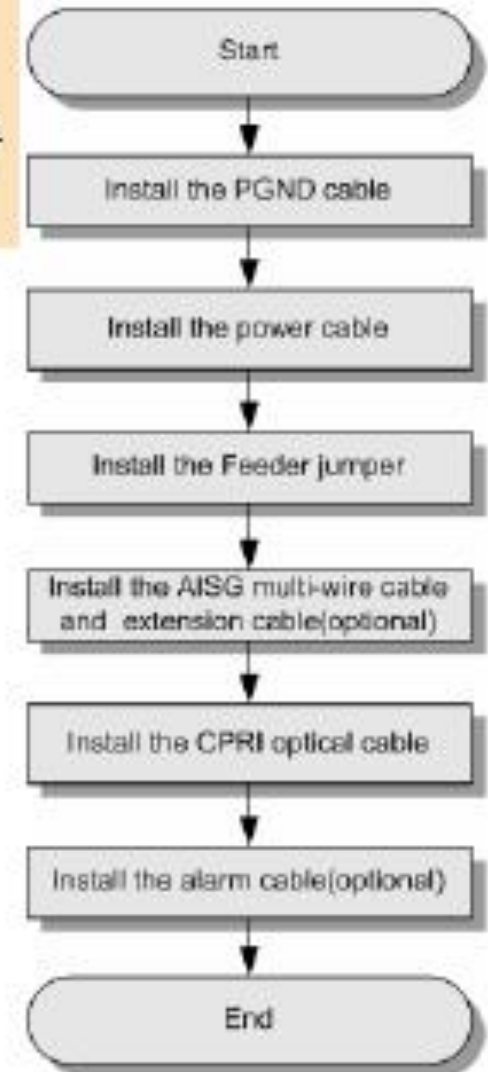 Start
Install the PGND cable
Install the power cable
Install the Feeder jumper
Install the AISG multi-wire cable
and extension cable(optional)
Install the CPRI optical cable
Install the alarm cable(optional)
End